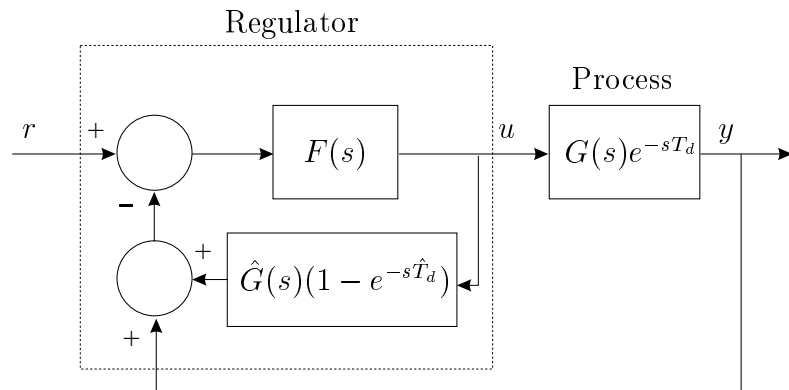 Regulator
Process
r
+
F(s)
u
G(s)e^{-sT_d}
y
−
+
Ĝ(s)(1 − e^{-sT̂_d})
+